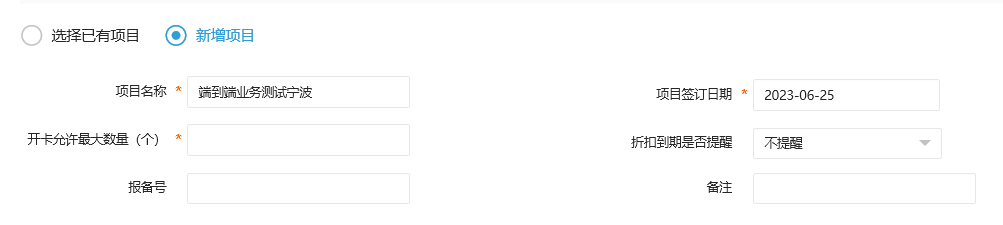 选择已有项目 新增项目
项目名称 * 端到端业务测试宁波 项目签订日期 * 2023-06-25
开卡允许最大数量（个） * 折扣到期是否提醒 不提醒
报备号 备注